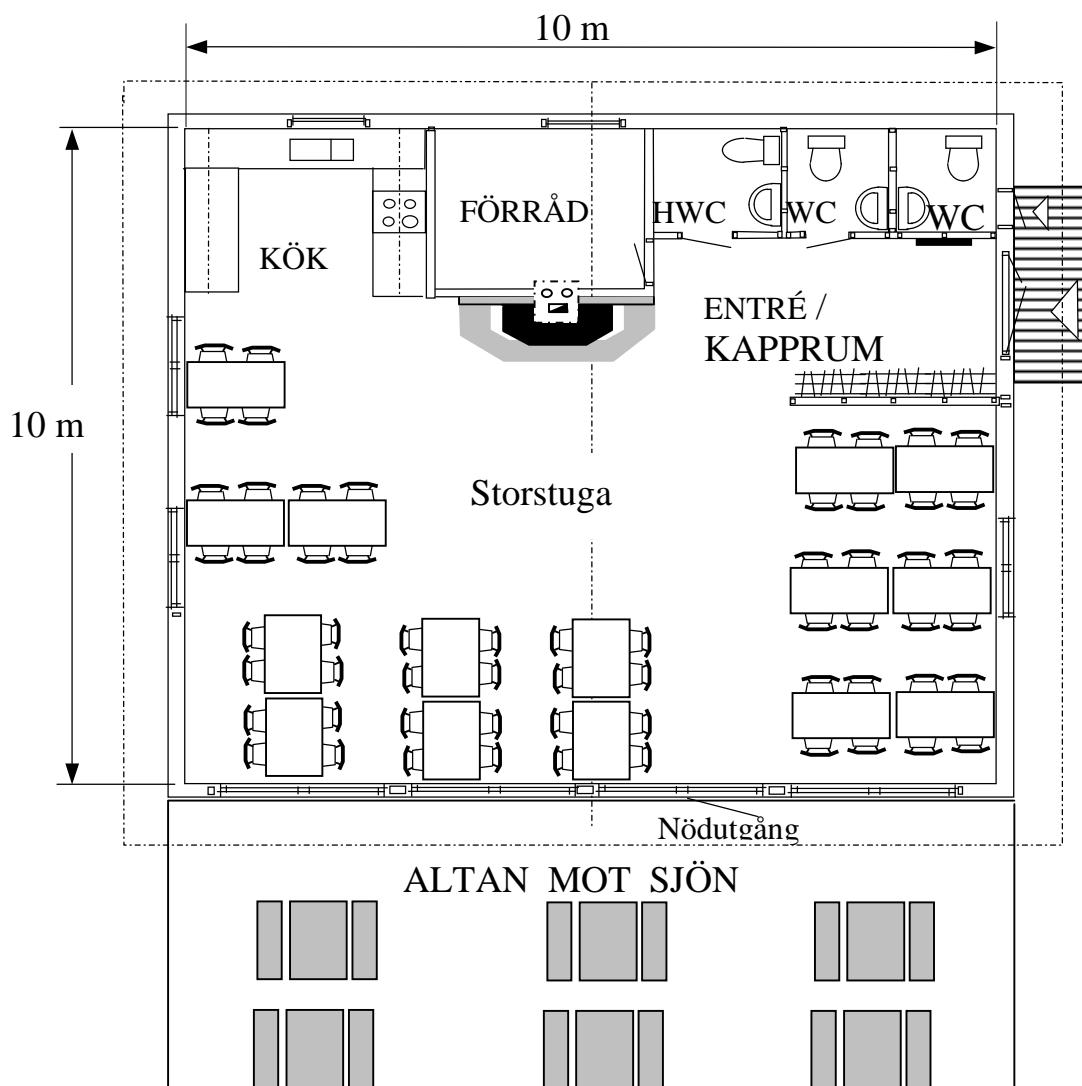 10 m
10 m
FÖRRÅD
HWC
WC
WC
KÖK
ENTRÉ /
KAPPRUM
Storstuga
Nödutgång
ALTAN MOT SJÖN